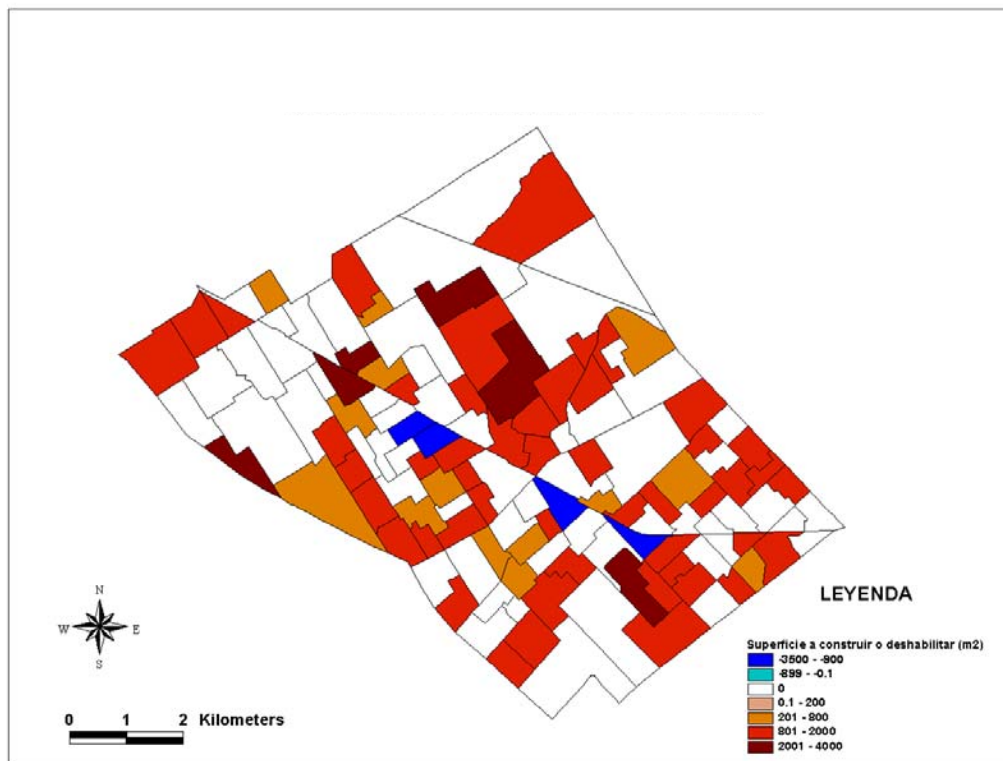 N
W E
S
0 1 2 Kilometers
LEYENDA
Superficie a construir o deshabilitar (m2)
-3500 - -900
-899 - -0.1
0
0.1 - 200
201 - 800
801 - 2000
2001 - 4000